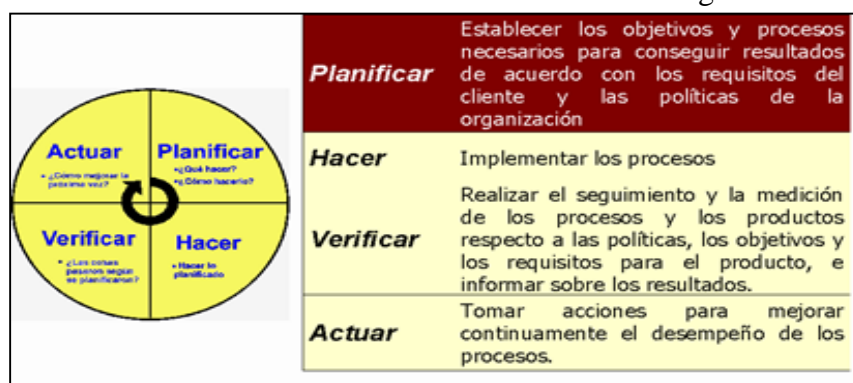 Actuar
• ¿Cómo mejorar la
próxima vez?
Planificar
•¿Qué hacer?
•¿Cómo hacerlo?
Verificar
• ¿Las cosas
pasaron según
se planificaron?
Hacer
• Hacer lo
planificado
Planificar
Establecer los objetivos y procesos
necesarios para conseguir resultados
de acuerdo con los requisitos del
cliente y las políticas de la
organización
Hacer
Implementar los procesos
Verificar
Realizar el seguimiento y la medición
de los procesos y los productos
respecto a las políticas, los objetivos y
los requisitos para el producto, e
informar sobre los resultados.
Actuar
Tomar acciones para mejorar
continuamente el desempeño de los
procesos.